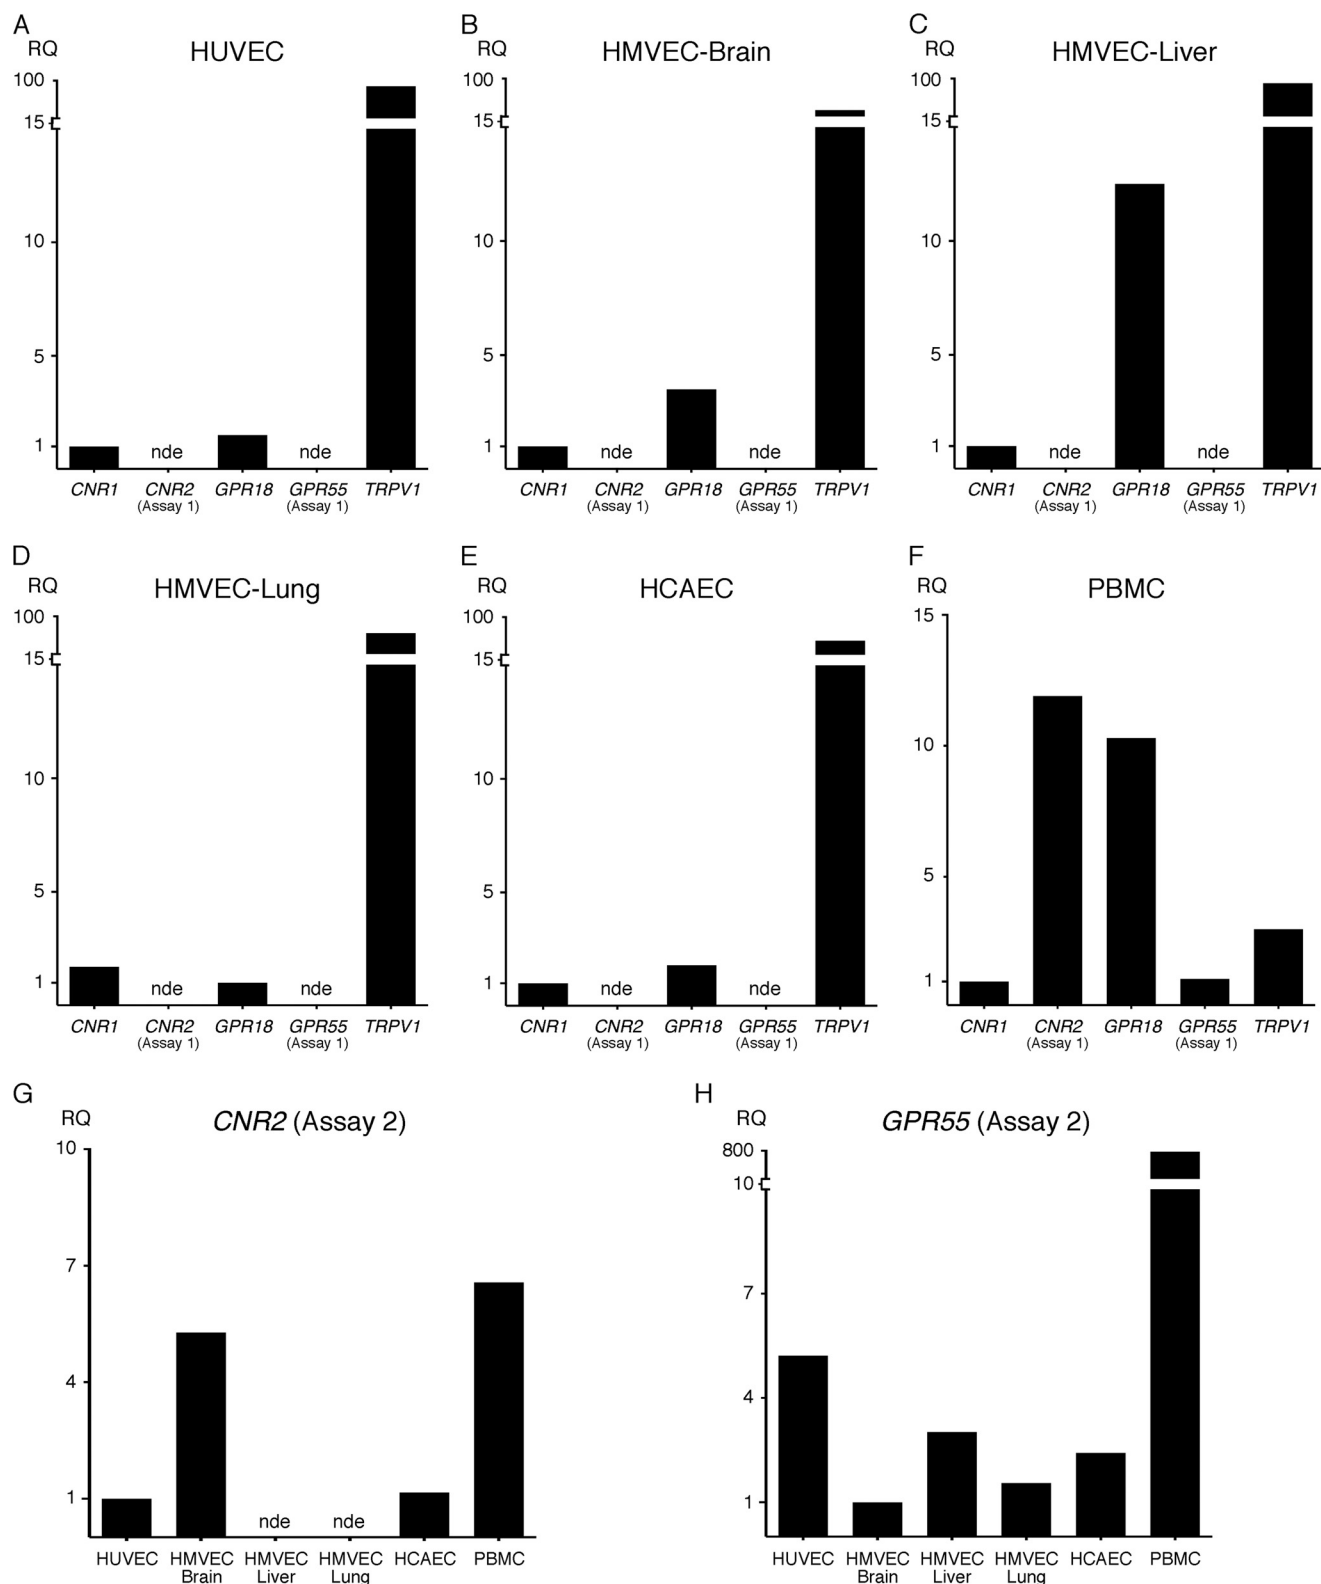 A
RQ
HUVEC
100
15
10
5
1
nde
nde
CNR1 CNR2 GPR18 GPR55 TRPV1
(Assay 1) (Assay 1)
B
RQ
HMVEC-Brain
100
15
10
5
1
nde
nde
CNR1 CNR2 GPR18 GPR55 TRPV1
(Assay 1) (Assay 1)
C
RQ
HMVEC-Liver
100
15
10
5
1
nde
nde
CNR1 CNR2 GPR18 GPR55 TRPV1
(Assay 1) (Assay 1)
D
RQ
HMVEC-Lung
100
15
10
5
1
nde
nde
CNR1 CNR2 GPR18 GPR55 TRPV1
(Assay 1) (Assay 1)
E
RQ
HCAEC
100
15
10
5
1
nde
nde
CNR1 CNR2 GPR18 GPR55 TRPV1
(Assay 1) (Assay 1)
F
RQ
PBMC
15
10
5
1
CNR1 CNR2 GPR18 GPR55 TRPV1
(Assay 1) (Assay 1)
G
RQ
CNR2 (Assay 2)
10
7
4
1
nde
nde
HUVEC HMVEC HMVEC HMVEC HCAEC PBMC
Brain Liver Lung
H
RQ
GPR55 (Assay 2)
800
10
7
4
1
HUVEC HMVEC HMVEC HMVEC HCAEC PBMC
Brain Liver Lung